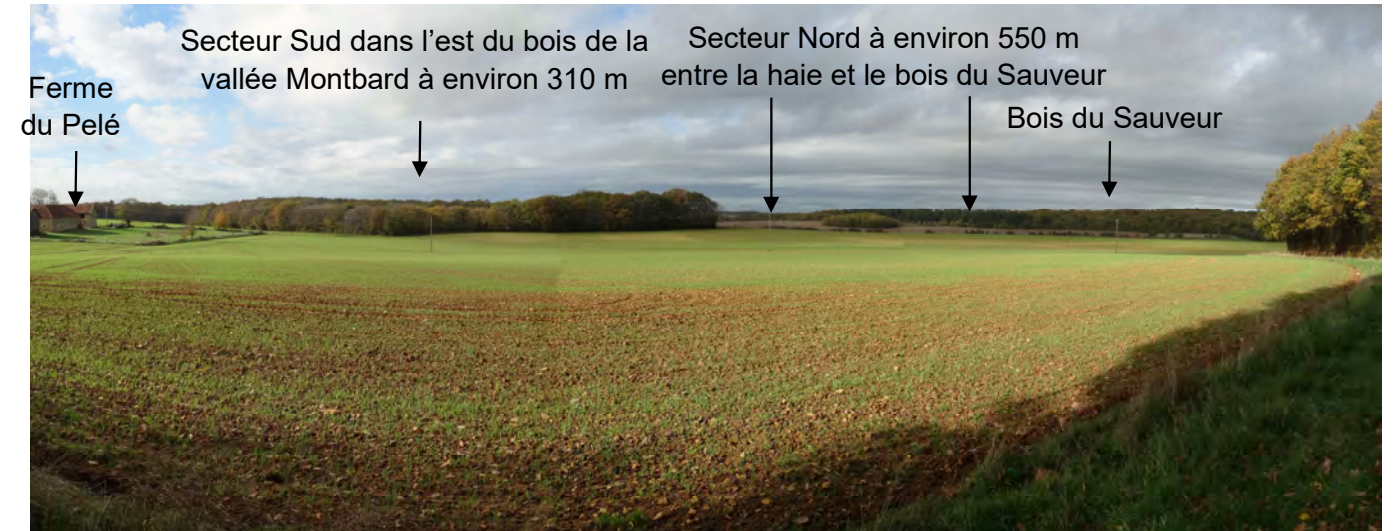 Ferme
du Pelé
Secteur Sud dans l’est du bois de la
vallée Montbard à environ 310 m
Secteur Nord à environ 550 m
entre la haie et le bois du Sauveur
Bois du Sauveur